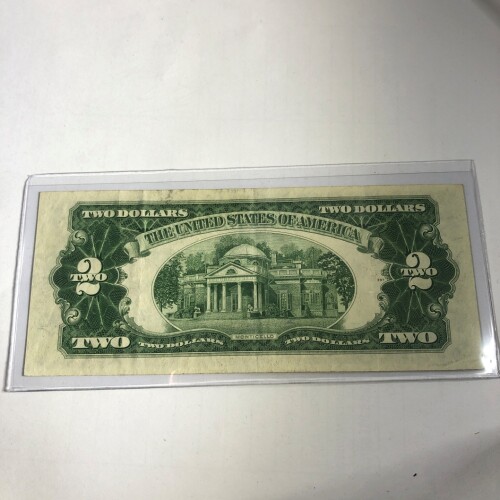 TWO DOLLARS
TWO DOLLARS
THE UNITED STATES OF AMERICA
2
TWO
2
TWO
MONTICELLO
TWO
TWO DOLLARS
TWO DOLLARS
TWO